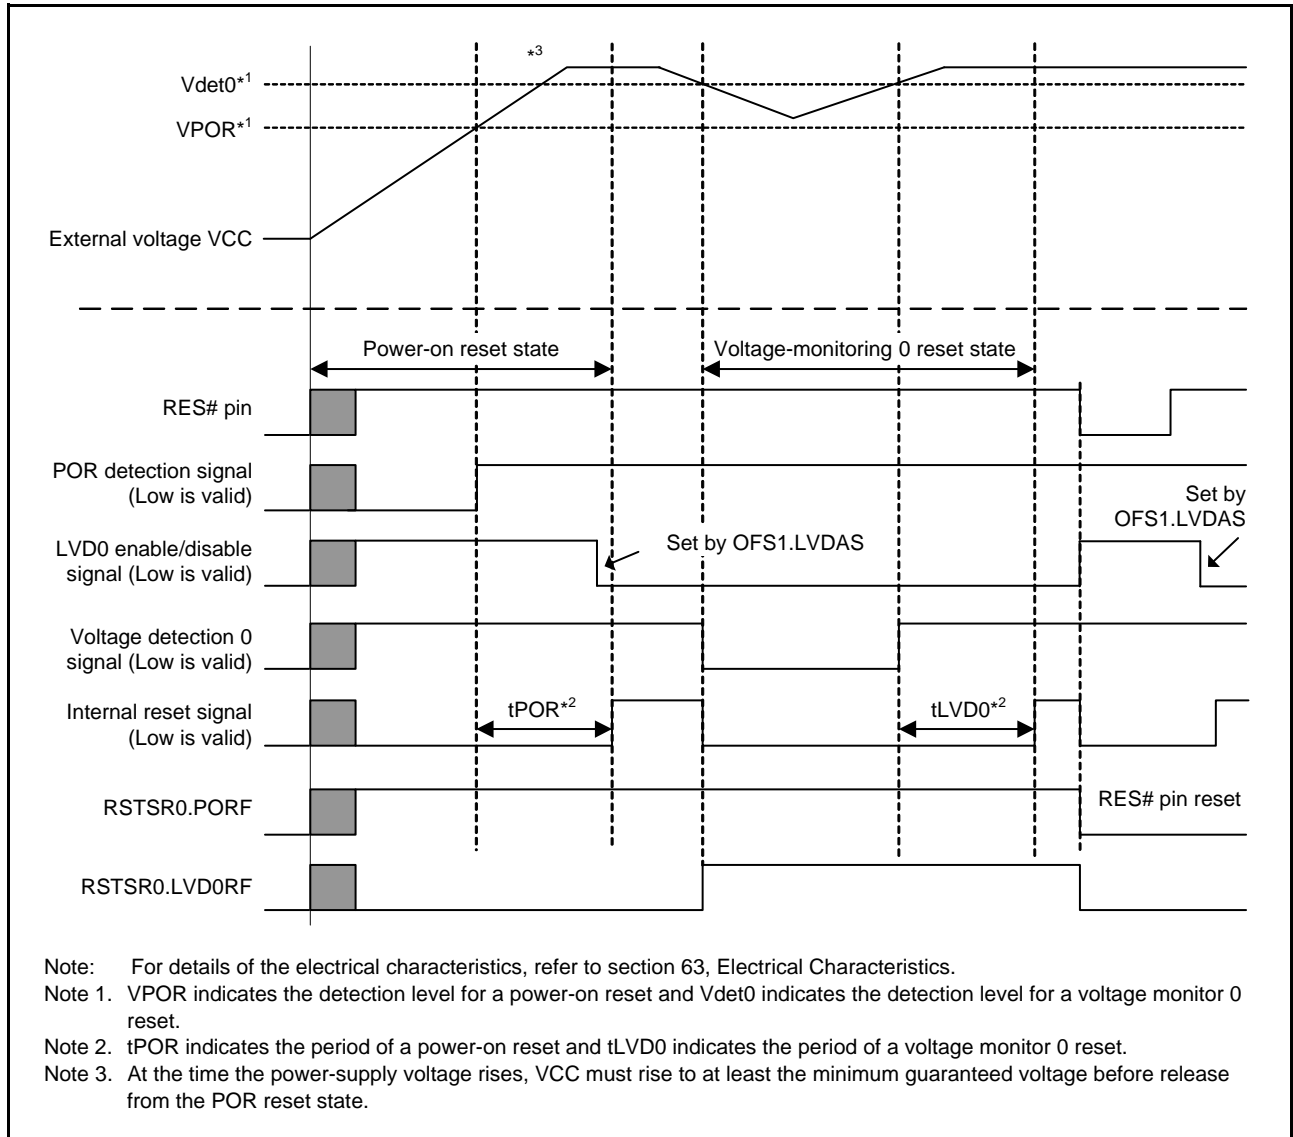 *3
Vdet0*1
VPOR*1
External voltage VCC
Power-on reset state
Voltage-monitoring 0 reset state
RES# pin
POR detection signal
(Low is valid)
Set by
OFS1.LVDAS
LVD0 enable/disable
signal (Low is valid)
Set by OFS1.LVDAS
Voltage detection 0
signal (Low is valid)
Internal reset signal
(Low is valid)
tPOR*2
tLVD0*2
RSTSR0.PORF
RES# pin reset
RSTSR0.LVD0RF
Note: For details of the electrical characteristics, refer to section 63, Electrical Characteristics.
Note 1. VPOR indicates the detection level for a power-on reset and Vdet0 indicates the detection level for a voltage monitor 0
reset.
Note 2. tPOR indicates the period of a power-on reset and tLVD0 indicates the period of a voltage monitor 0 reset.
Note 3. At the time the power-supply voltage rises, VCC must rise to at least the minimum guaranteed voltage before release
from the POR reset state.